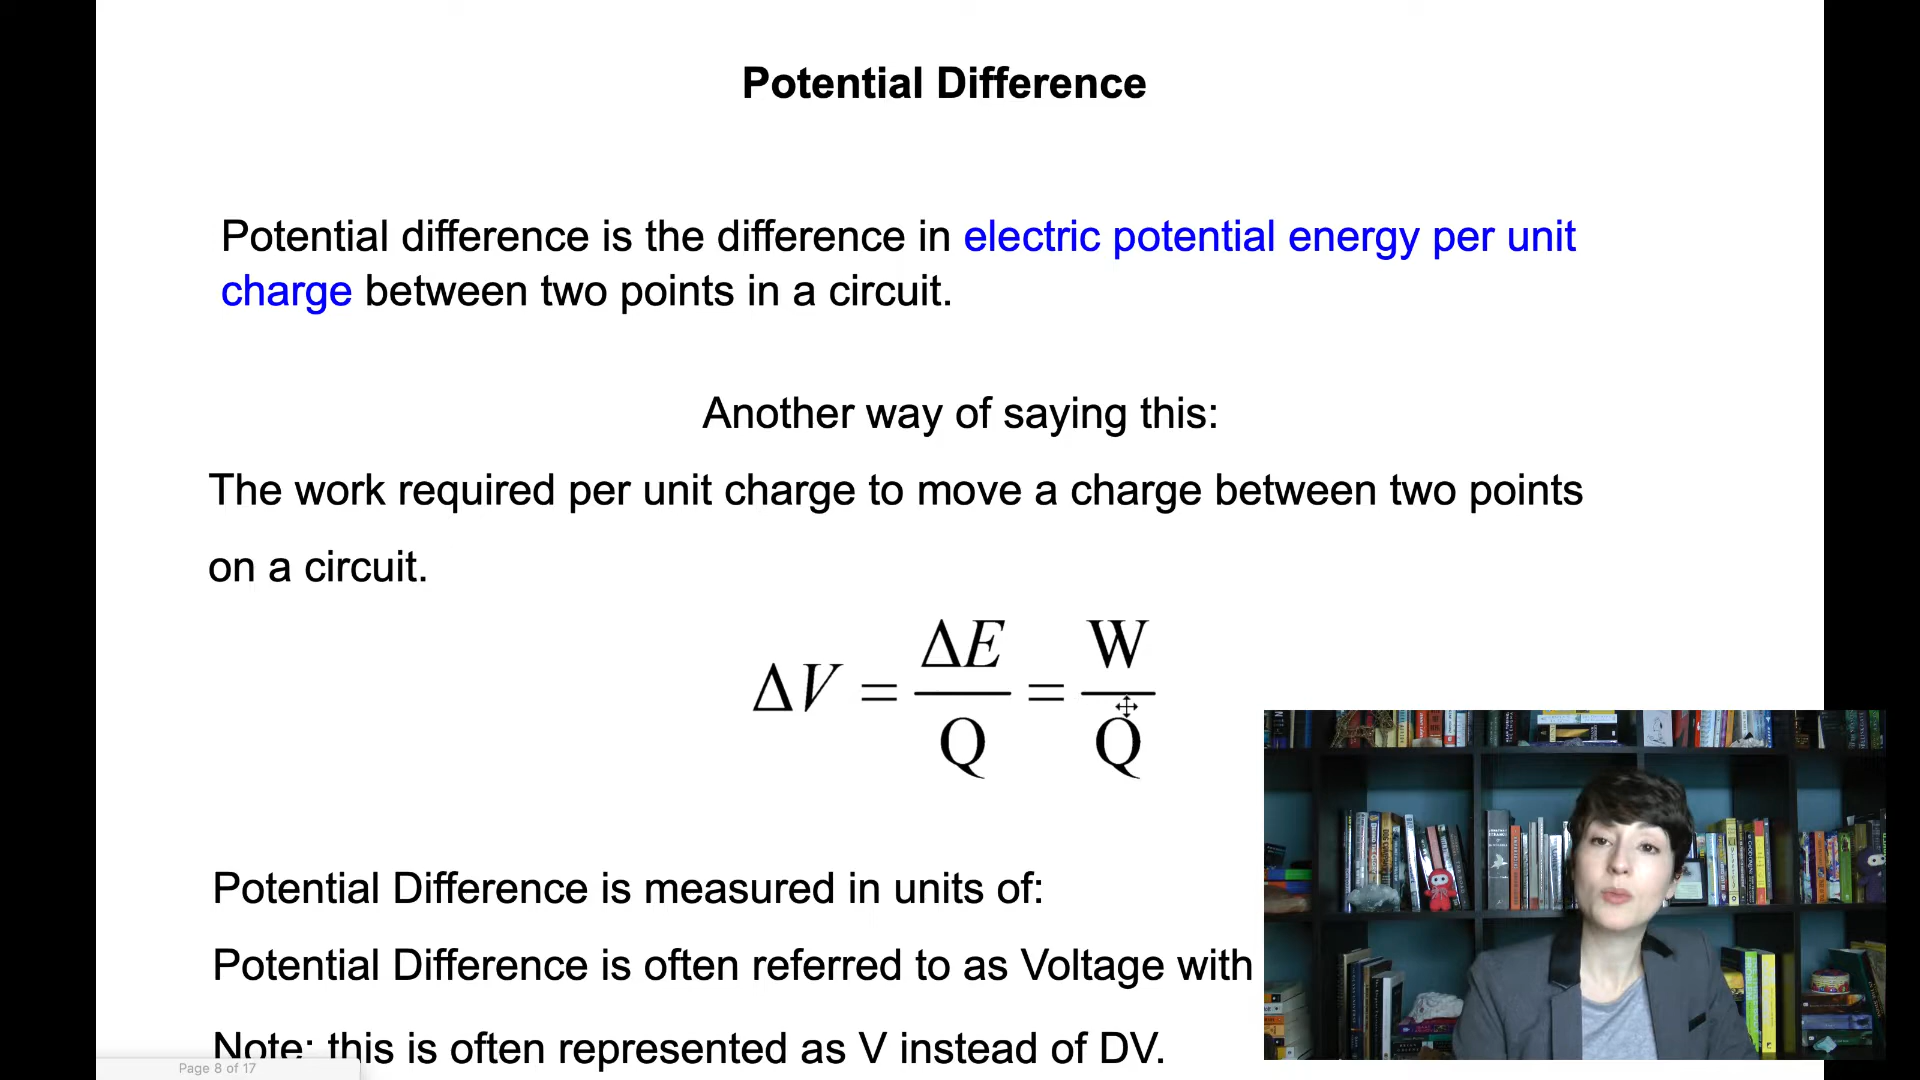 Potential Difference
Potential difference is the difference in electric potential energy per unit
charge between two points in a circuit.
Another way of saying this:
The work required per unit charge to move a charge between two points
on a circuit.
ΔV = ΔE/Q = W/Q
Potential Difference is measured in units of:
Potential Difference is often referred to as Voltage with
Note: this is often represented as V instead of DV.
Page 8 of 17